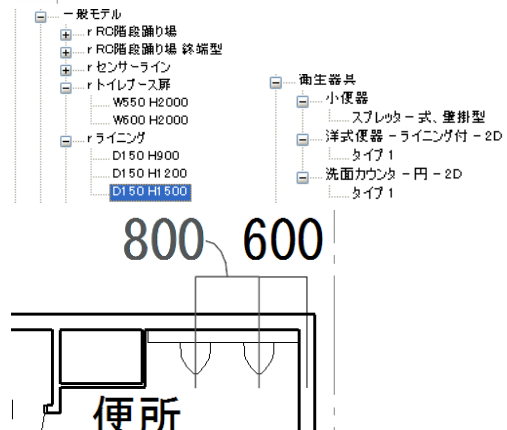 一般モデル
r RC階段踊り場
r RC階段踊り場 終端型
r センサーライン
r トイレブース扉
W550 H2000
W600 H2000
r ライニング
D150 H900
D150 H1200
D150 H1500
衛生器具
小便器
スプレッター式、壁掛型
洋式便器 - ライニング付 - 2D
タイプ 1
洗面カウンタ - 円 - 2D
タイプ 1
800 600
便所